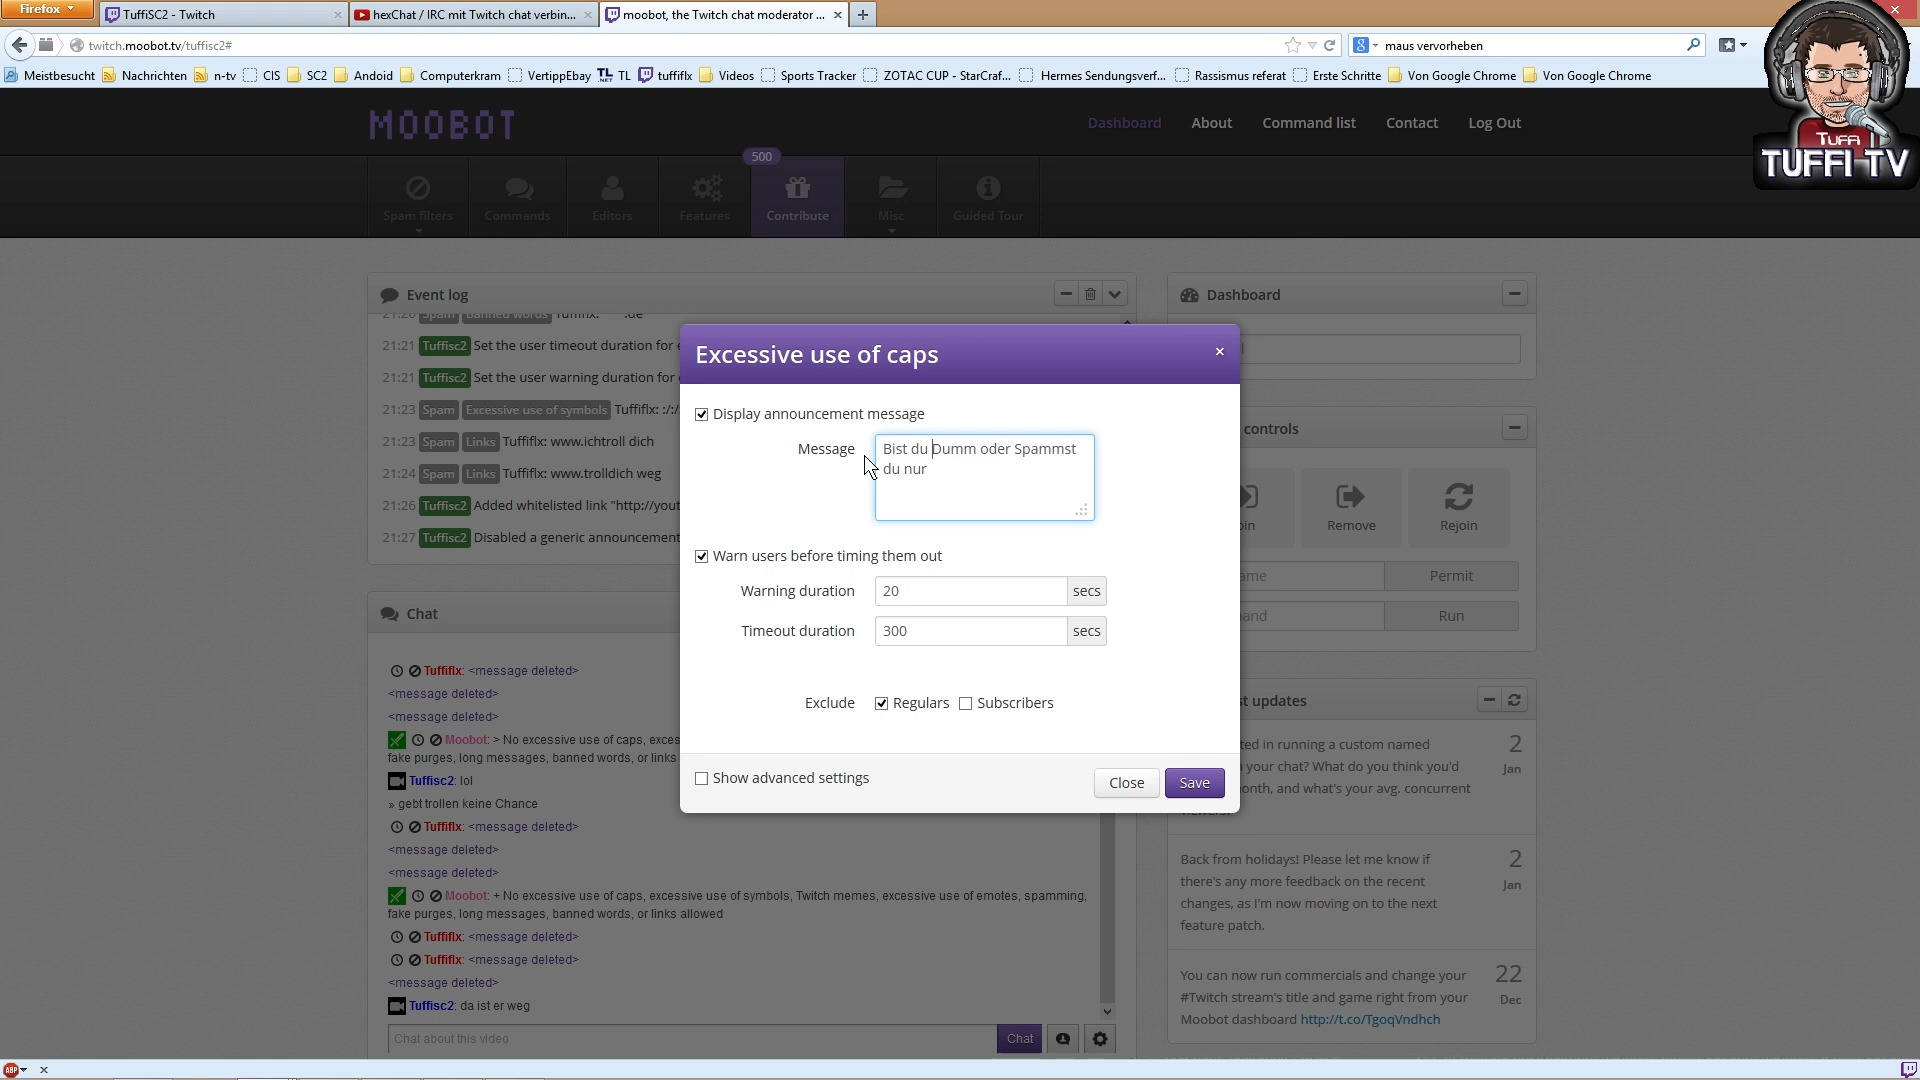 Firefox
TuffiSC2 - Twitch
hexChat / IRC mit Twitch chat verbin...
moobot, the Twitch chat moderator ...
twitch.moobot.tv/tuffisc2#
maus vervorheben
Meistbesucht
Nachrichten
n-tv
CIS
SC2
Andoid
Computerkram
VertippEbay
TL
tuffiflx
Videos
Sports Tracker
ZOTAC CUP - StarCraf...
Hermes Sendungsverf...
Rassismus referat
Erste Schritte
Von Google Chrome
Von Google Chrome
TUFFI
TUFFI TV
MOOBOT
Dashboard
About
Command list
Contact
Log Out
500
Spam filters
Commands
Editors
Features
Contribute
Misc
Guided Tour
Event log
21:20 Spam Banned words Tuffiflx: .de
21:21 Tuffisc2 Set the user timeout duration for
21:21 Tuffisc2 Set the user warning duration for
21:23 Spam Excessive use of symbols Tuffiflx: :/:/
21:23 Spam Links Tuffiflx: www.ichtroll dich
21:24 Spam Links Tuffiflx: www.trolldich weg
21:26 Tuffisc2 Added whitelisted link "http://yout
21:27 Tuffisc2 Disabled a generic announcement
Chat
Tuffiflx: <message deleted>
<message deleted>
<message deleted>
Moobot: > No excessive use of caps, exces
fake purges, long messages, banned words, or links
Tuffisc2: lol
» gebt trollen keine Chance
Tuffiflx: <message deleted>
<message deleted>
<message deleted>
Moobot: + No excessive use of caps, excessive use of symbols, Twitch memes, excessive use of emotes, spamming,
fake purges, long messages, banned words, or links allowed
Tuffiflx: <message deleted>
Tuffiflx: <message deleted>
<message deleted>
Tuffisc2: da ist er weg
Chat about this video
Chat
Excessive use of caps
×
Display announcement message
Message
Bist du Dumm oder Spammst
du nur
Warn users before timing them out
Warning duration
20
secs
Timeout duration
300
secs
Exclude
Regulars
Subscribers
Show advanced settings
Close
Save
Dashboard
controls
oin
Remove
Rejoin
ame
Permit
and
Run
st updates
ted in running a custom named
your chat? What do you think you'd
onth, and what's your avg, concurrent
2
Jan
Back from holidays! Please let me know if
there's any more feedback on the recent
changes, as I'm now moving on to the next
feature patch.
2
Jan
You can now run commercials and change your
#Twitch stream's title and game right from your
Moobot dashboard http://t.co/TgoqVndhch
22
Dec
ABP